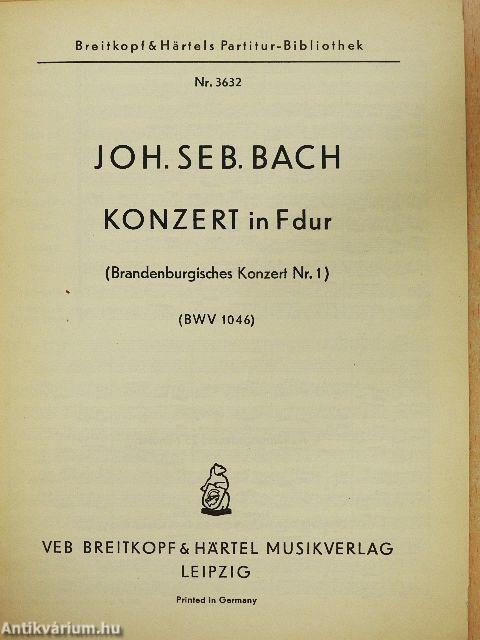 Breitkopf & Härtels Partitur-Bibliothek
Nr. 3632
JOH. SEB. BACH
KONZERT in F dur
(Brandenburgisches Konzert Nr. 1)
(BWV 1046)
VEB BREITKOPF & HÄRTEL MUSIKVERLAG
LEIPZIG
Printed in Germany
Antikvárium.hu